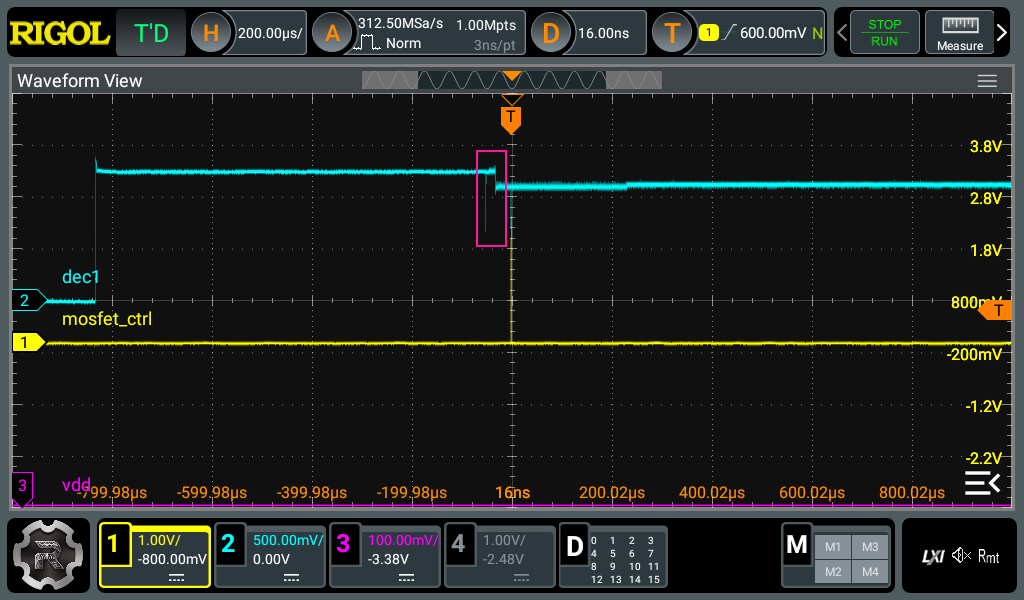 RIGOL T'D H 200.00µs/ A 312.50MSa/s 1.00Mpts D 16.00ns T 1 600.00mV N STOP
Norm 3ns/pt RUN Measure
Waveform View
T
3.8V
2.8V
1.8V
dec1
2 800mV T
mosfet_ctrl
1
-200mV
-1.2V
-2.2V
3 vdd
-799.98µs -599.98µs -399.98µs -199.98µs 16ns 200.02µs 400.02µs 600.02µs 800.02µs
1 1.00V/ 2 500.00mV/ 3 100.00mV/ 4 1.00V/ D 0 1 2 3 M M1 M3
-800.00mV 0.00V -3.38V -2.48V 4 5 6 7 LXI Rmt
8 9 10 11 M2 M4
12 13 14 15
R